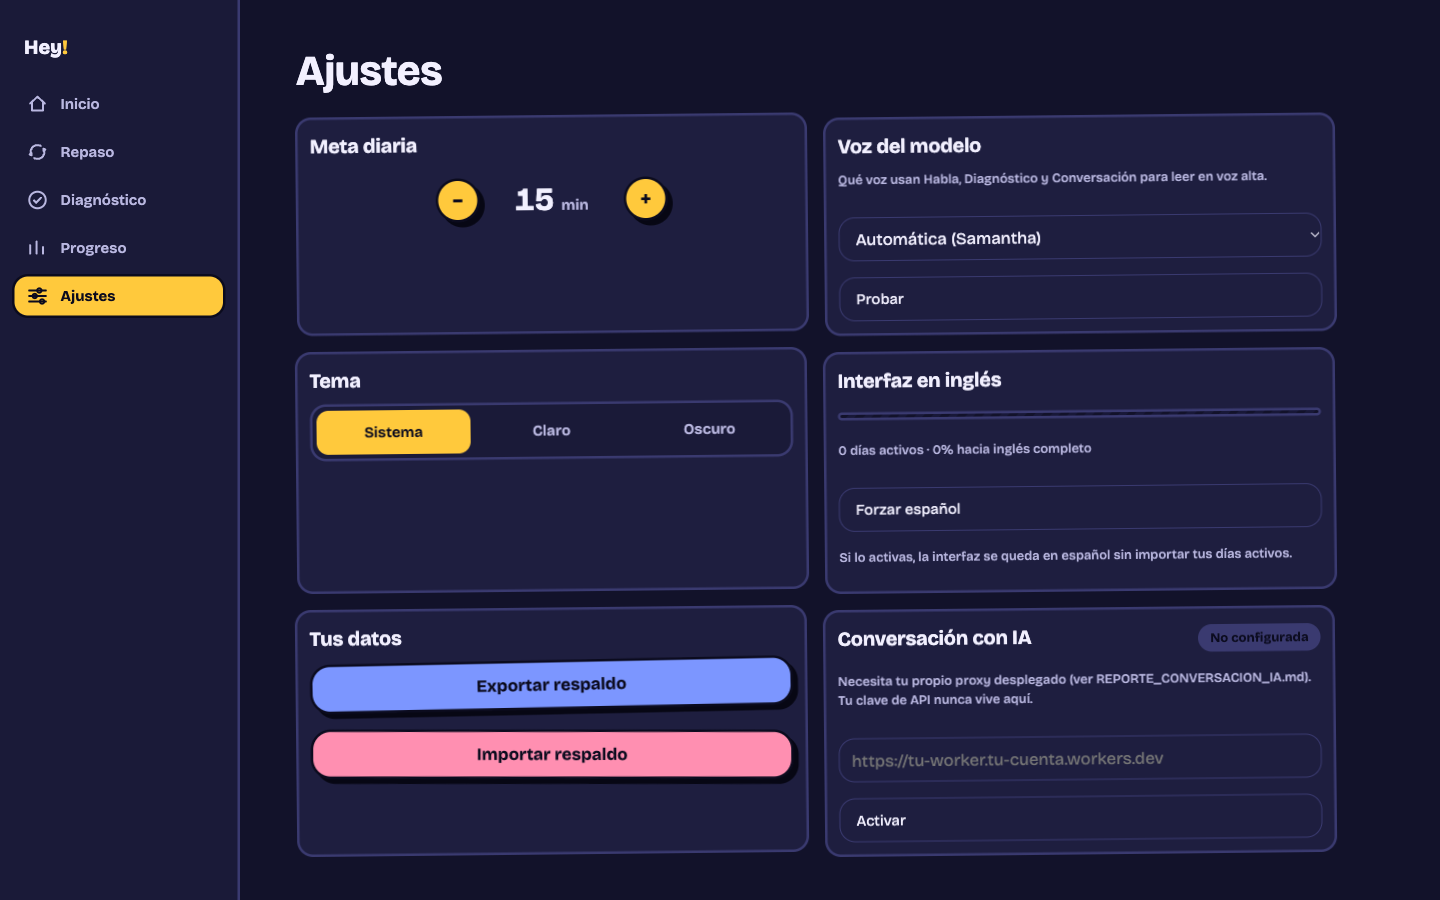 Hey!
Inicio
Repaso
Diagnóstico
Progreso
Ajustes
Ajustes
Meta diaria
-
15 min
+
Voz del modelo
Qué voz usan Habla, Diagnóstico y Conversación para leer en voz alta.
Automática (Samantha)
Probar
Tema
Sistema
Claro
Oscuro
Interfaz en inglés
0 días activos · 0% hacia inglés completo
Forzar español
Si lo activas, la interfaz se queda en español sin importar tus días activos.
Tus datos
Exportar respaldo
Importar respaldo
Conversación con IA
No configurada
Necesita tu propio proxy desplegado (ver REPORTE_CONVERSACION_IA.md).
Tu clave de API nunca vive aquí.
https://tu-worker.tu-cuenta.workers.dev
Activar